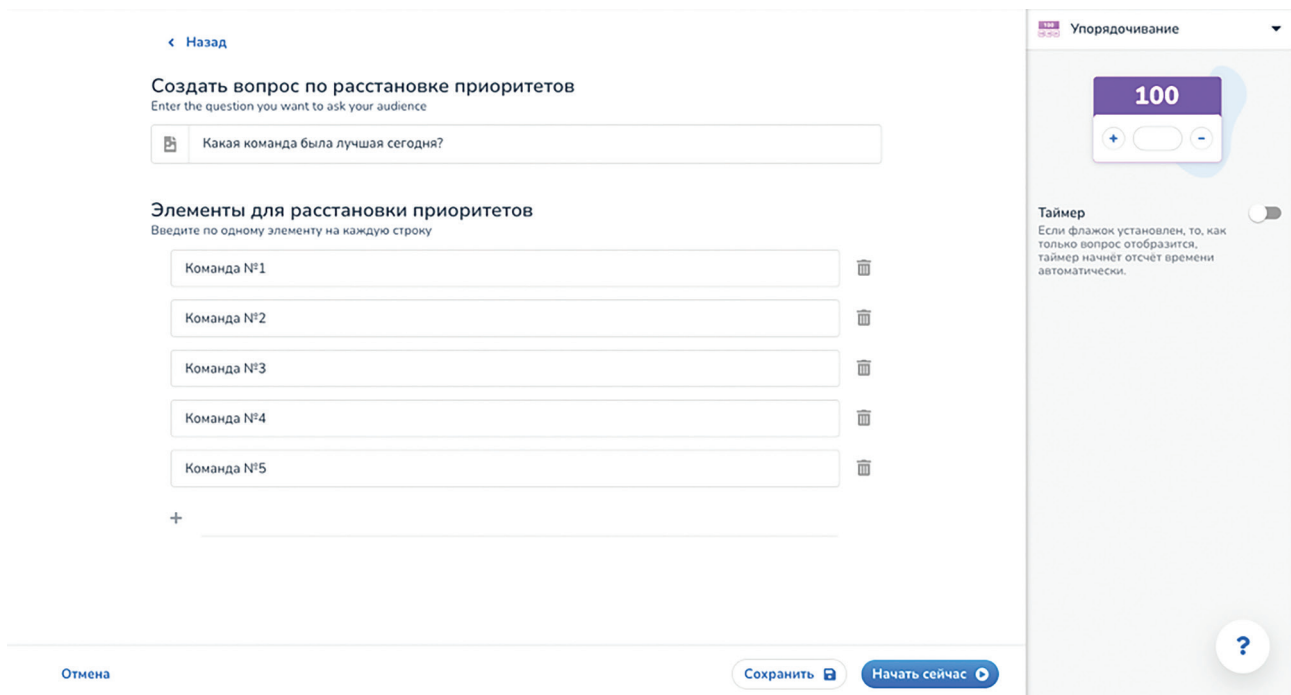 Назад
Создать вопрос по расстановке приоритетов
Enter the question you want to ask your audience
Какая команда была лучшая сегодня?
Элементы для расстановки приоритетов
Введите по одному элементу на каждую строку
Команда №1
Команда №2
Команда №3
Команда №4
Команда №5
+
Отмена
Сохранить
Начать сейчас
Упорядочивание
100
+ -
Таймер
Если флажок установлен, то, как
только вопрос отобразится,
таймер начнёт отсчёт времени
автоматически.
?